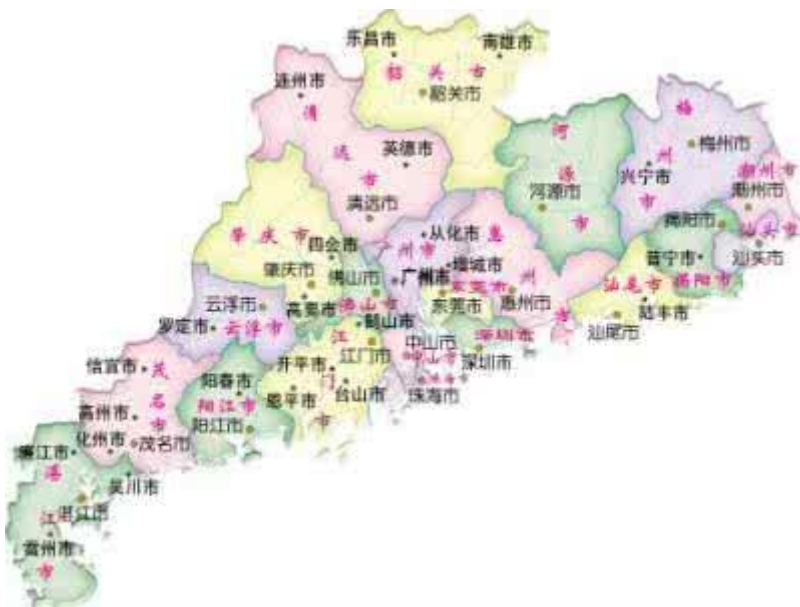 乐昌市
南雄市
韶关市
韶关市
连州市
清远市
英德市
清远市
河源市
河源市
梅州市
梅州市
兴宁市
潮州市
潮州市
揭阳市
汕头市
汕头市
普宁市
揭阳市
肇庆市
四会市
肇庆市
高要市
广州市
从化市
广州市
增城市
惠州市
惠州市
东莞市
东莞市
佛山市
佛山市
云浮市
云浮市
罗定市
鹤山市
江门市
江门市
开平市
恩平市
台山市
中山市
中山市
珠海市
深圳市
深圳市
汕尾市
汕尾市
陆丰市
信宜市
茂名市
高州市
化州市
茂名市
阳春市
阳江市
阳江市
廉江市
吴川市
湛江市
湛江市